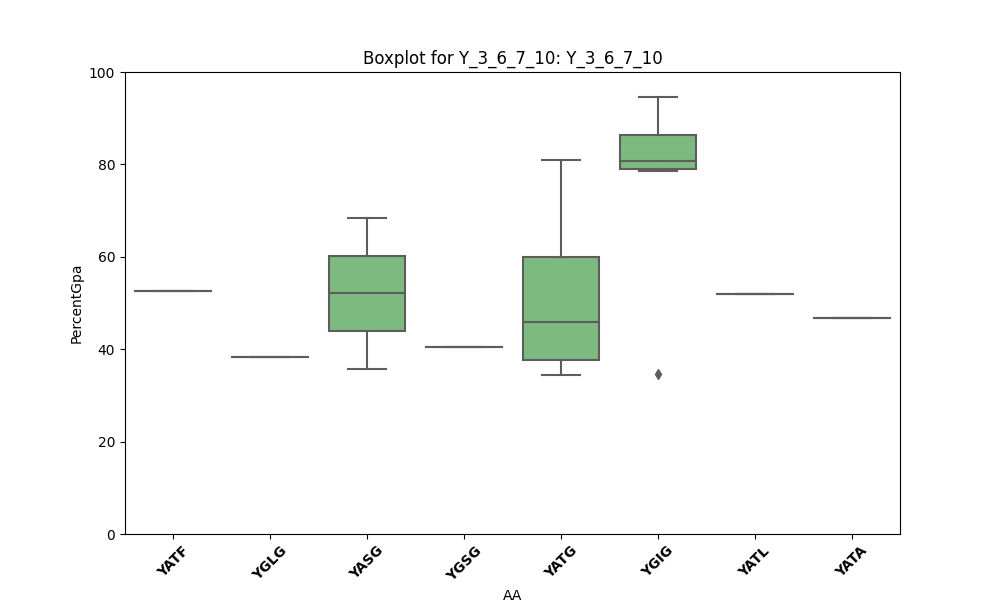 Boxplot for Y_3_6_7_10: Y_3_6_7_10
100
80
60
40
20
0
PercentGpa
YATF
YGLG
YASG
YGSG
YATG
YGIG
YATL
YATA
AA